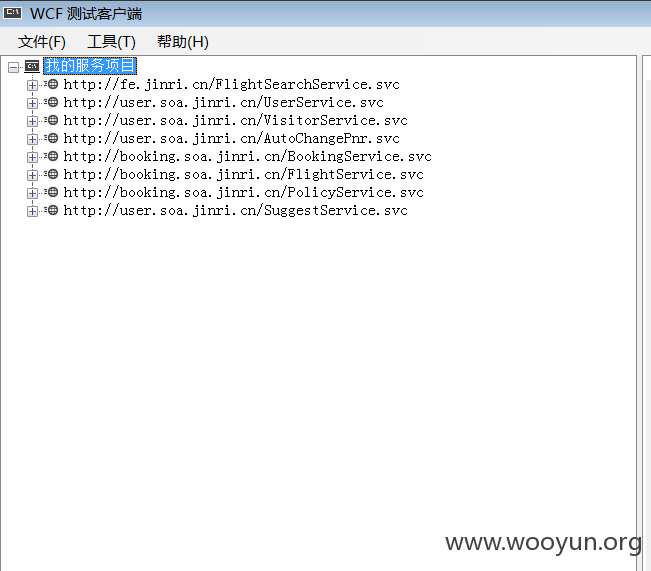 WCF 测试客户端
文件(F) 工具(T) 帮助(H)
我的服务项目
http://fe.jinri.cn/FlightSearchService.svc
http://user.soa.jinri.cn/UserService.svc
http://user.soa.jinri.cn/VisitorService.svc
http://user.soa.jinri.cn/AutoChangePnr.svc
http://booking.soa.jinri.cn/BookingService.svc
http://booking.soa.jinri.cn/FlightService.svc
http://booking.soa.jinri.cn/PolicyService.svc
http://user.soa.jinri.cn/SuggestService.svc
www.wooyun.org